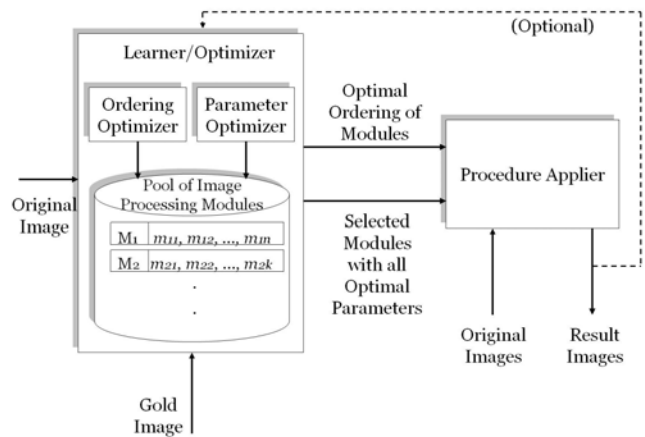 (Optional)
Learner/Optimizer
Ordering
Optimizer
Parameter
Optimizer
Optimal
Ordering of
Modules
Procedure Applier
Original
Image
Pool of Image
Processing Modules
M1 m11, m12, ..., m1n
M2 m21, m22, ..., m2k
.
.
Selected
Modules
with all
Optimal
Parameters
Original
Images
Result
Images
Gold
Image